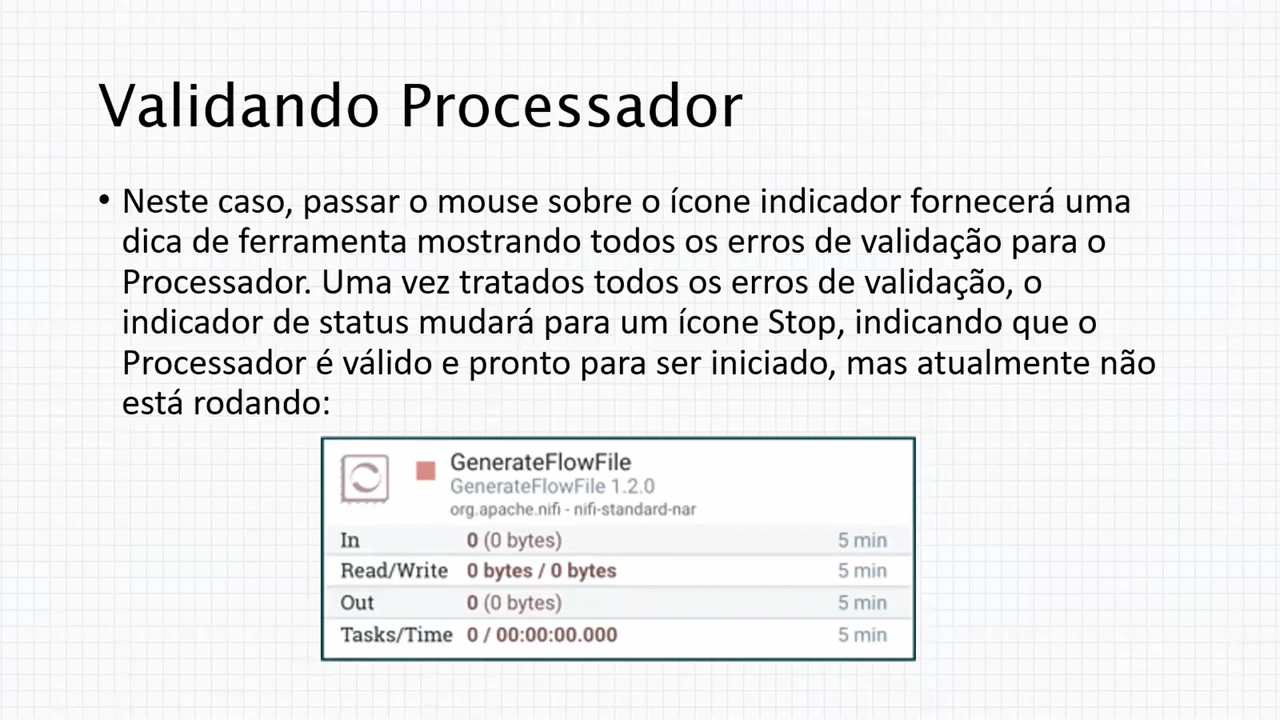 Validando Processador
• Neste caso, passar o mouse sobre o ícone indicador fornecerá uma
dica de ferramenta mostrando todos os erros de validação para o
Processador. Uma vez tratados todos os erros de validação, o
indicador de status mudará para um ícone Stop, indicando que o
Processador é válido e pronto para ser iniciado, mas atualmente não
está rodando:
GenerateFlowFile
GenerateFlowFile 1.2.0
org.apache.nifi - nifi-standard-nar
In 0 (0 bytes) 5 min
Read/Write 0 bytes / 0 bytes 5 min
Out 0 (0 bytes) 5 min
Tasks/Time 0 / 00:00:00.000 5 min